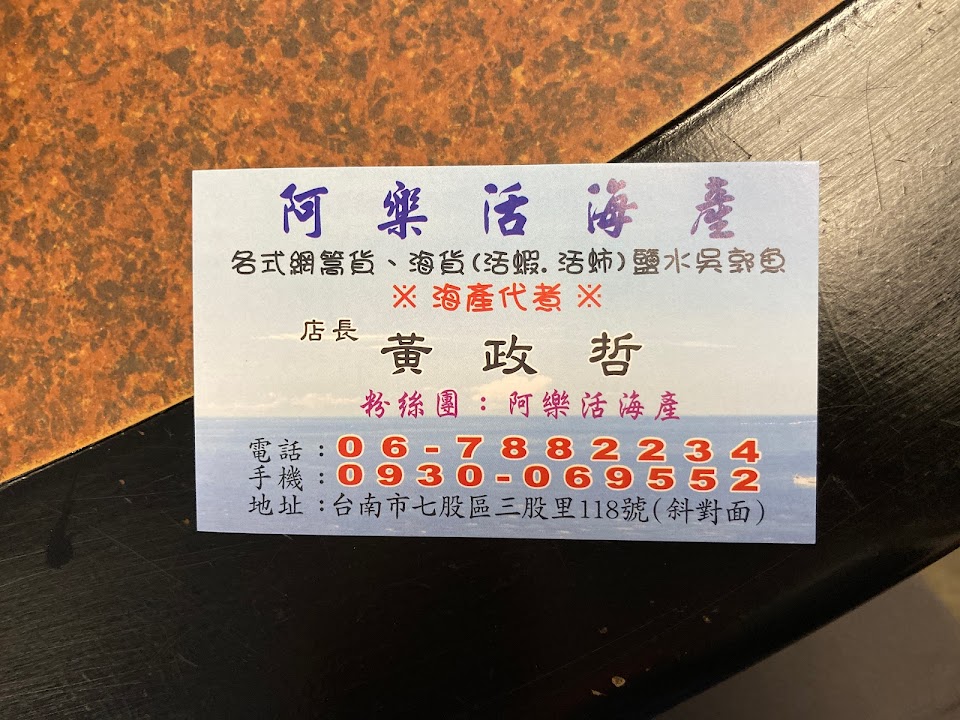 阿樂活海產
各式網篙貨、海貨(活蝦.活蚵)鹽水吳郭魚
※ 海產代煮 ※
店長 黃政哲
粉絲團：阿樂活海產
電話：06-7882234
手機：0930-069552
地址：台南市七股區三股里118號(斜對面)